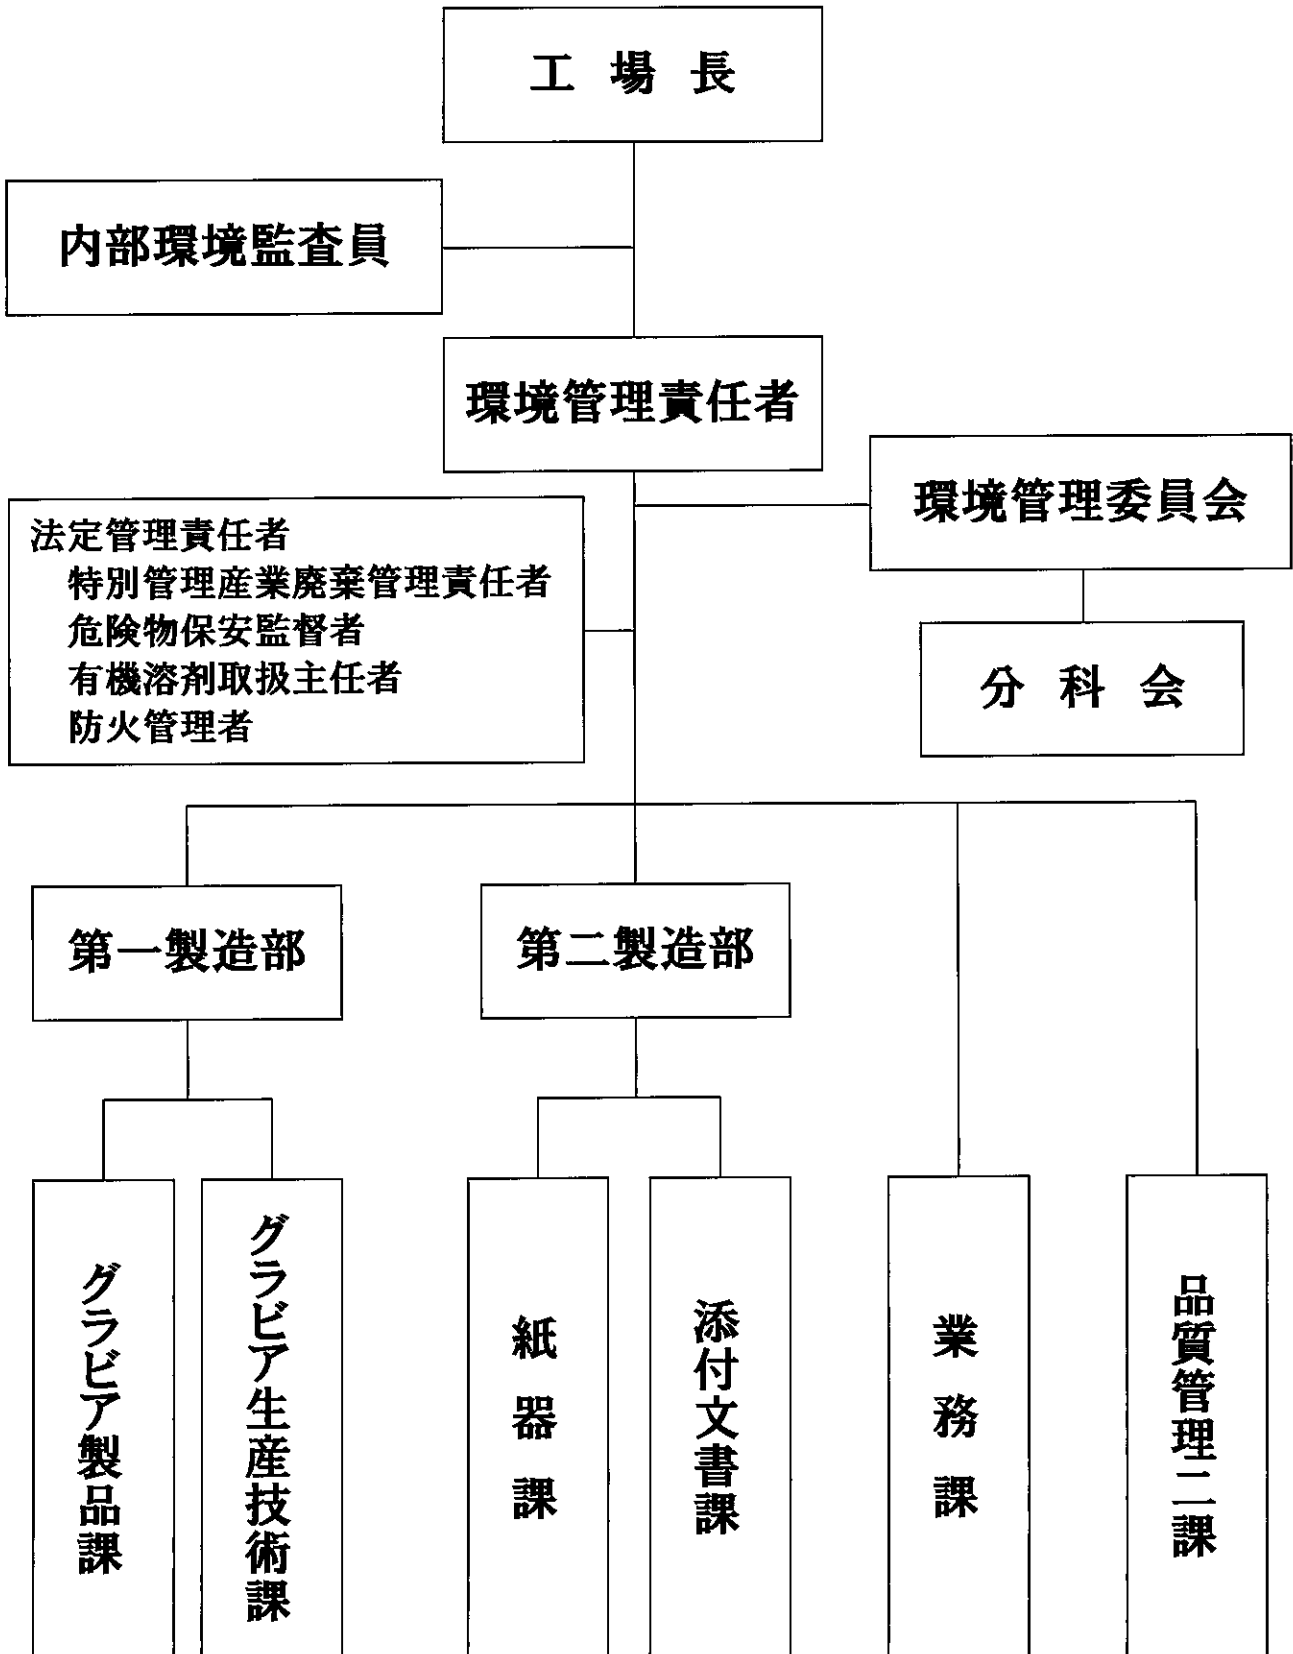 工場長
内部環境監査員
環境管理責任者
環境管理委員会
分科会
法定管理責任者
特別管理産業廃棄管理責任者
危険物保安監督者
有機溶剤取扱主任者
防火管理者
第一製造部
第二製造部
グラビア製品課
グラビア生産技術課
紙器課
添付文書課
業務課
品質管理二課